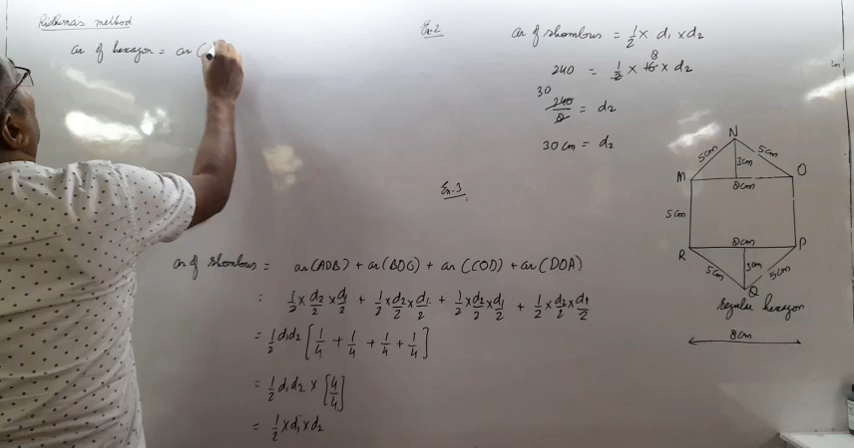 Ridhima's method
ar of hexagon = ar (
Ex.2
ar of rhombus = 1/2 × d1 × d2
240 = 1/2 × 16 8 × d2
30 240/8 = d2
30 cm = d2
Ex.3
ar of rhombus = ar(AOB) + ar(BOC) + ar(COD) + ar(DOA)
= 1/2 × d2/2 × d1/2 + 1/2 × d2/2 × d1/2 + 1/2 × d2/2 × d1/2 + 1/2 × d2/2 × d1/2
= 1/2 d1d2 [1/4 + 1/4 + 1/4 + 1/4]
= 1/2 d1d2 × [4/4]
= 1/2 × d1 × d2
N
5cm 3cm 5cm
M 8cm O
5cm
R 8cm P
5cm 3cm 5cm
Q
regular hexagon
8cm